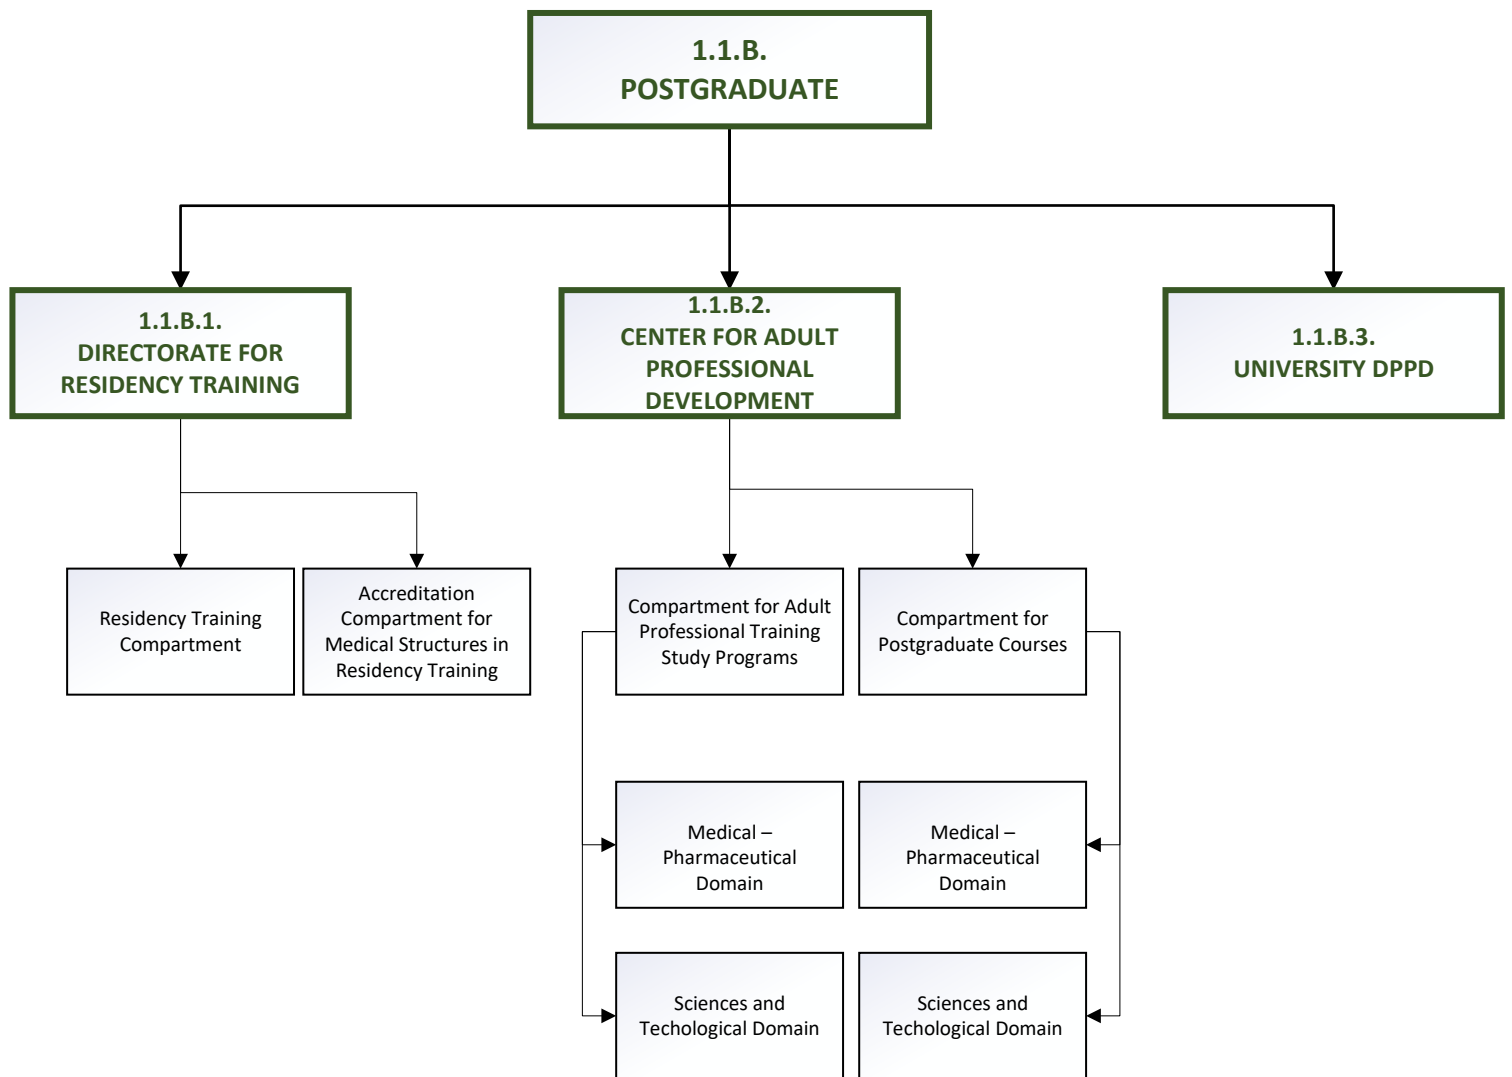 1.1.B.
POSTGRADUATE
1.1.B.1.
DIRECTORATE FOR
RESIDENCY TRAINING
1.1.B.2.
CENTER FOR ADULT
PROFESSIONAL
DEVELOPMENT
1.1.B.3.
UNIVERSITY DPPD
Residency Training
Compartment
Accreditation
Compartment for
Medical Structures in
Residency Training
Compartment for Adult
Professional Training
Study Programs
Compartment for
Postgraduate Courses
Medical –
Pharmaceutical
Domain
Medical –
Pharmaceutical
Domain
Sciences and
Techological Domain
Sciences and
Techological Domain